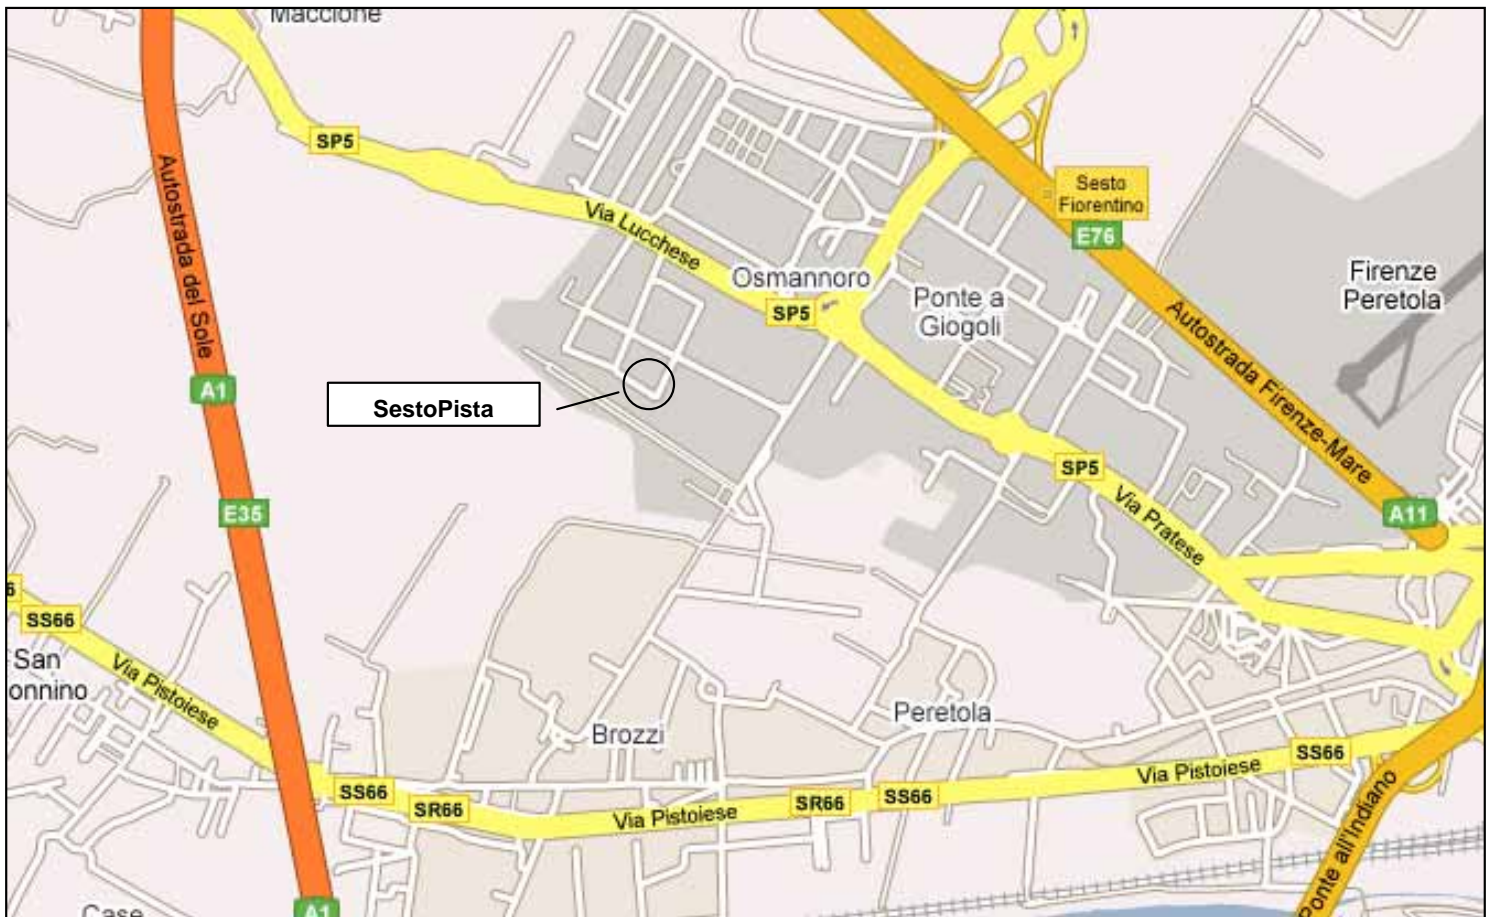 Maccione
SP5
Autostrada del Sole
Via Lucchese
Sesto
Fiorentino
E76
Osmannoro
SP5
Ponte a
Giogoli
Firenze
Peretola
Autostrada Firenze-Mare
A1
SestoPista
SP5
Via Pratese
A11
E35
6
SS66
San
onnino
Via Pistoiese
Brozzi
Peretola
SS66
SR66
Via Pistoiese
SR66
SS66
Via Pistoiese
SS66
Ponte all'Indiano
Case
A1